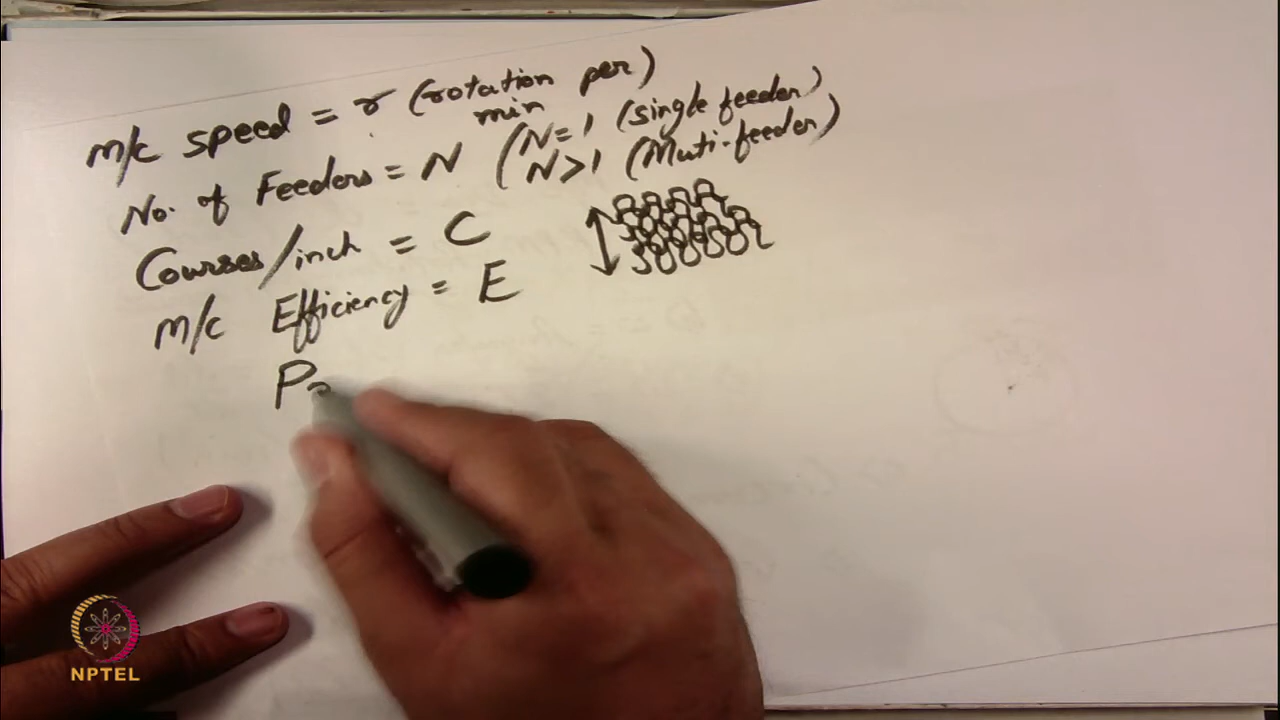 m/c speed = r (rotation per min)
No. of Feeders = N (N=1 (Single feeder)
N>1 (Muti-feeder)
Courses/inch = C
m/c Efficiency = E
P
NPTEL